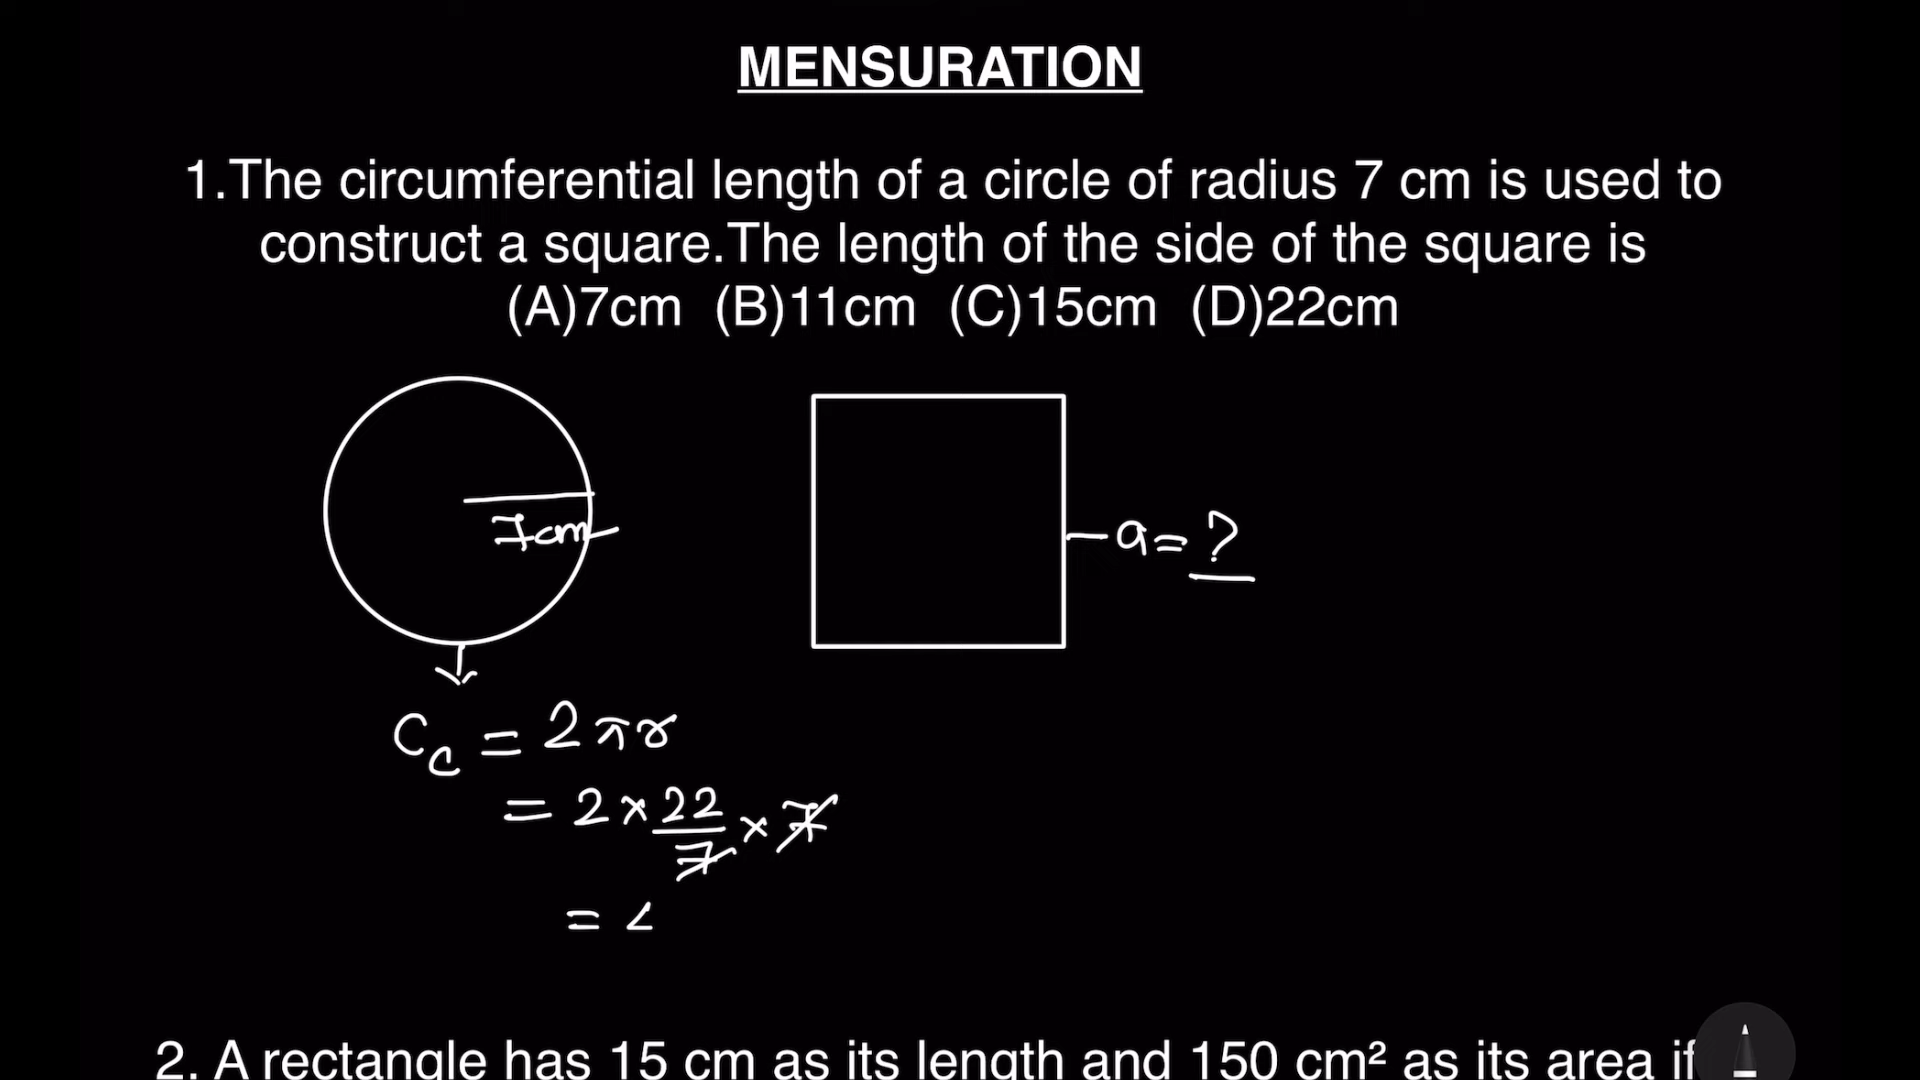 MENSURATION
1.The circumferential length of a circle of radius 7 cm is used to
construct a square.The length of the side of the square is
(A)7cm (B)11cm (C)15cm (D)22cm
7cm
a=?
C_c = 2πr
= 2×22/7×7
= 4
2. A rectangle has 15 cm as its length and 150 cm² as its area if